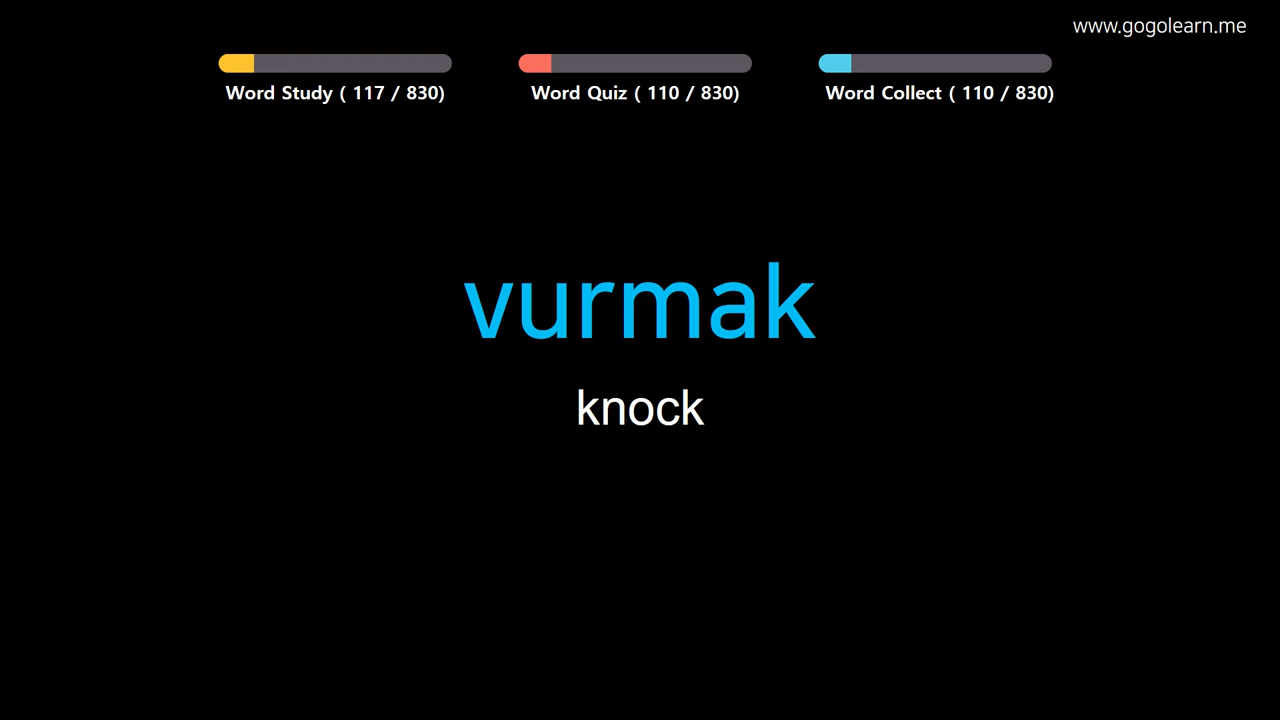 www.gogolearn.me
Word Study ( 117 / 830)
Word Quiz ( 110 / 830)
Word Collect ( 110 / 830)
vurmak
knock